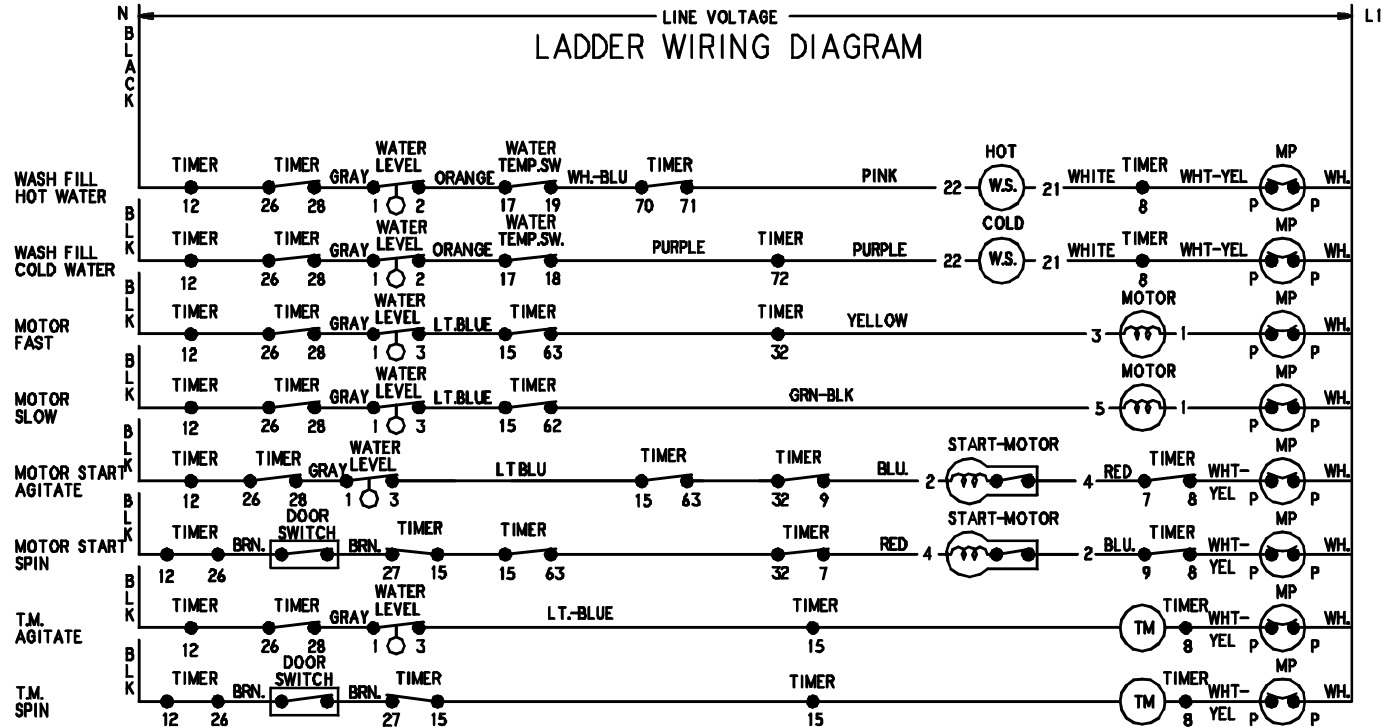 N LINE VOLTAGE L1
BLACK
LADDER WIRING DIAGRAM
WATER WATER HOT MP
WASH FILL TIMER TIMER LEVEL TEMP.SW TIMER TIMER
HOT WATER GRAY ORANGE WH.-BLU PINK 22 W.S. 21 WHITE WHT-YEL WH.
12 26 28 1 2 17 19 70 71 8 P P
BLK WATER WATER COLD MP
WASH FILL TIMER TIMER LEVEL TEMP.SW. TIMER TIMER
COLD WATER GRAY ORANGE PURPLE PURPLE 22 W.S. 21 WHITE WHT-YEL WH.
12 26 28 1 2 17 18 72 8 P P
BLK WATER MOTOR MP
MOTOR TIMER TIMER LEVEL TIMER TIMER
FAST GRAY LT.BLUE YELLOW 3 1 WH.
12 26 28 1 3 15 63 32 P P
BLK WATER MOTOR MP
MOTOR TIMER TIMER LEVEL TIMER
SLOW GRAY LT.BLUE GRN-BLK 5 1 WH.
12 26 28 1 3 15 62 P P
BLK WATER START-MOTOR MP
MOTOR START TIMER TIMER LEVEL TIMER TIMER TIMER
AGITATE GRAY LTBLU BLU. 2 4 RED WHT- WH.
12 26 28 1 3 15 63 32 9 7 8 YEL P P
BLK DOOR START-MOTOR MP
MOTOR START TIMER SWITCH TIMER TIMER TIMER TIMER
SPIN BRN. BRN. RED 4 2 BLU. WHT- WH.
12 26 27 15 15 63 32 7 9 8 YEL P P
BLK WATER MP
T.M. TIMER TIMER LEVEL TIMER TIMER
AGITATE GRAY LT.-BLUE TM WHT- WH.
12 26 28 1 3 15 8 YEL P P
BLK DOOR MP
T.M. TIMER SWITCH TIMER TIMER TIMER
SPIN BRN. BRN. TM WHT- WH.
12 26 27 15 15 8 YEL P P